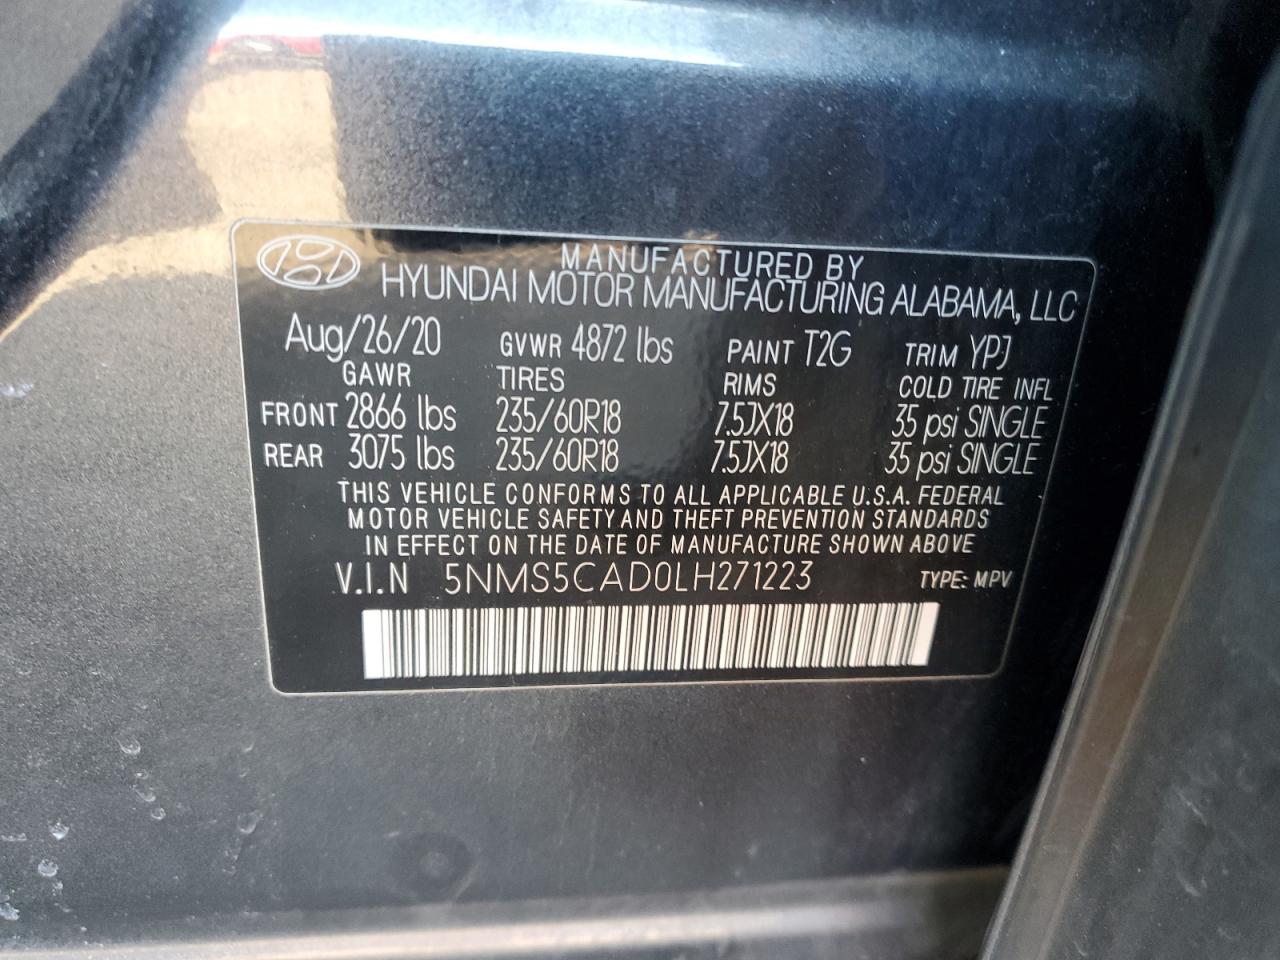 MANUFACTURED BY
HYUNDAI MOTOR MANUFACTURING ALABAMA, LLC
Aug/26/20 GVWR 4872 lbs PAINT T2G TRIM YPJ
GAWR TIRES RIMS COLD TIRE INFL
FRONT 2866 lbs 235/60R18 7.5JX18 35 psi SINGLE
REAR 3075 lbs 235/60R18 7.5JX18 35 psi SINGLE
THIS VEHICLE CONFORMS TO ALL APPLICABLE U.S.A. FEDERAL
MOTOR VEHICLE SAFETY AND THEFT PREVENTION STANDARDS
IN EFFECT ON THE DATE OF MANUFACTURE SHOWN ABOVE
V.I.N 5NMS5CAD0LH271223 TYPE: MPV